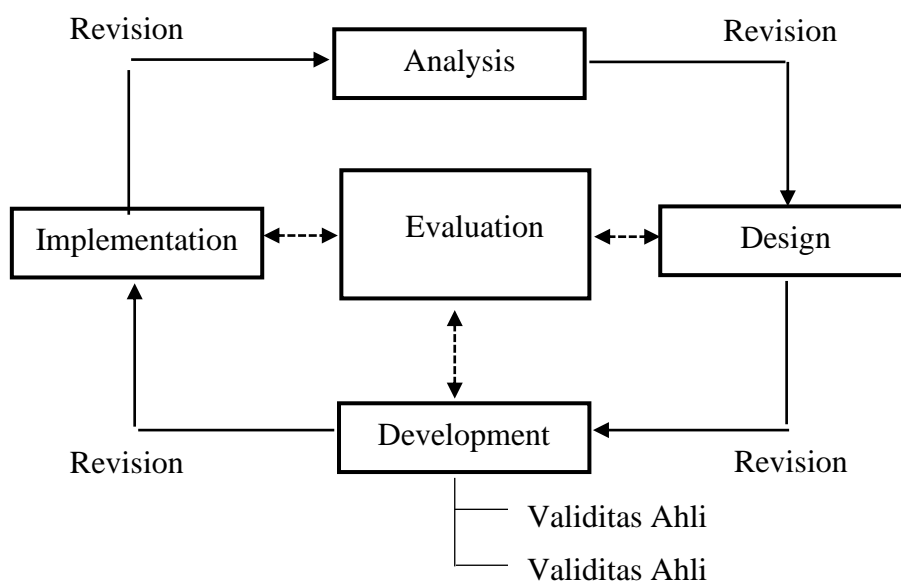 Revision
Revision
Analysis
Implementation
Evaluation
Design
Development
Revision
Revision
Validitas Ahli
Validitas Ahli